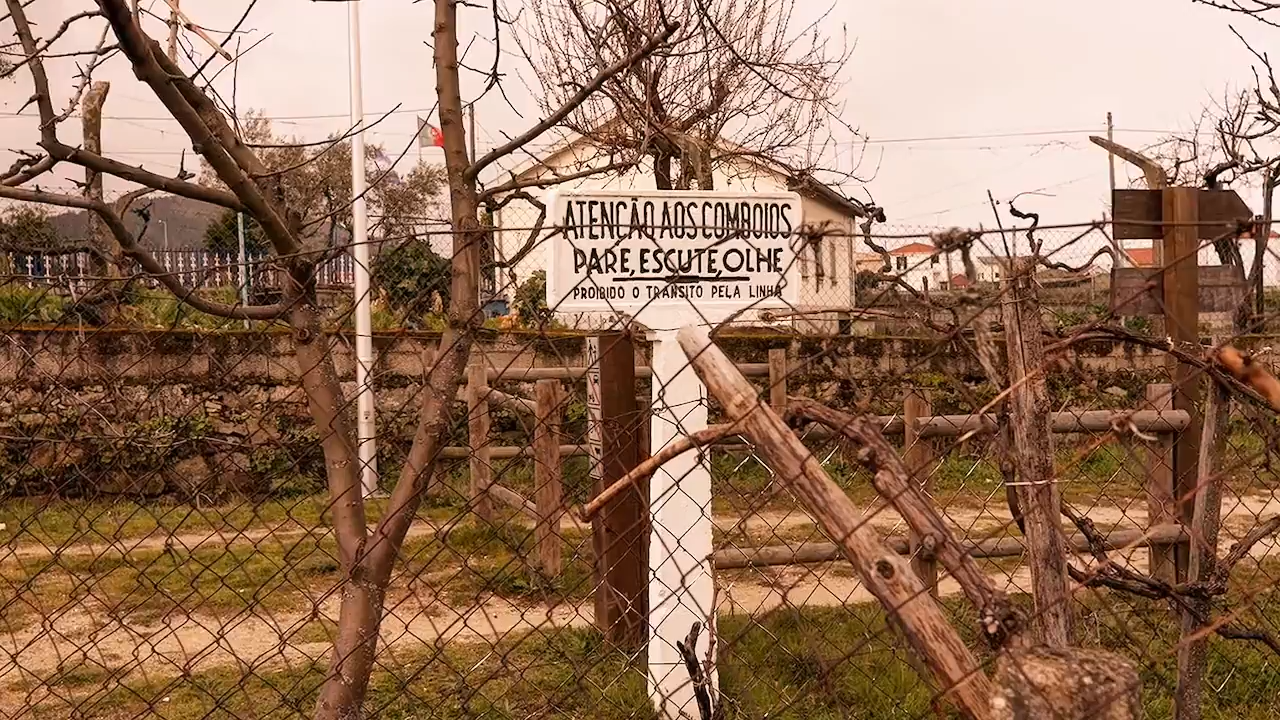 ATENÇÃO AOS COMBOIOS
PARE, ESCUTE, OLHE
PROIBIDO O TRANSITO PELA LINHA